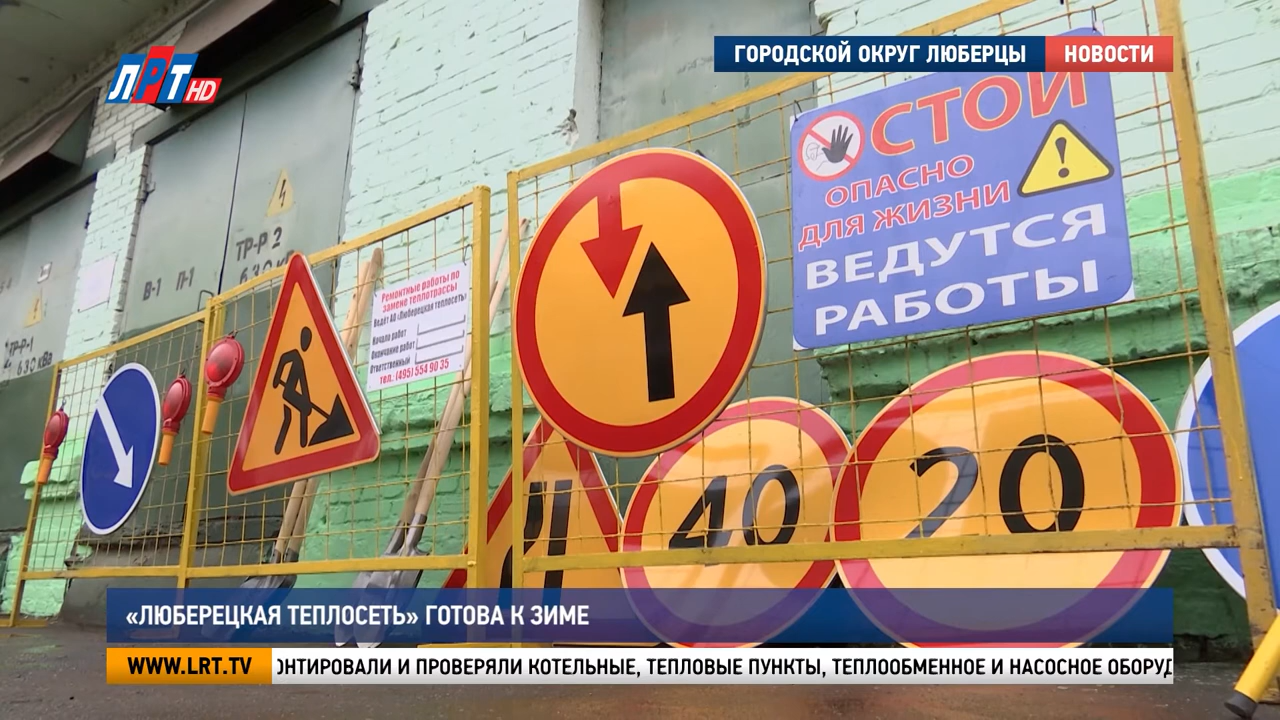 ЛРТ HD
ГОРОДСКОЙ ОКРУГ ЛЮБЕРЦЫ НОВОСТИ
СТОЙ
ОПАСНО
ДЛЯ ЖИЗНИ
ВЕДУТСЯ
РАБОТЫ
ТР-Р 2
630
В-1 П-1
ТР-Р-1
630 кВа
Ремонтные работы по
замене теплотрассы
Ведёт АО «Люберецкая теплосеть»
Начало работ
Окончание работ
Ответственный
тел.: (495) 554 90 35
40
20
«ЛЮБЕРЕЦКАЯ ТЕПЛОСЕТЬ» ГОТОВА К ЗИМЕ
WWW.LRT.TV
ОНТИРОВАЛИ И ПРОВЕРЯЛИ КОТЕЛЬНЫЕ, ТЕПЛОВЫЕ ПУНКТЫ, ТЕПЛООБМЕННОЕ И НАСОСНОЕ ОБОРУД